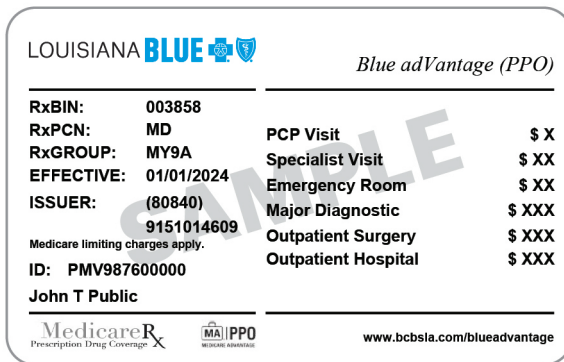 LOUISIANA BLUE
Blue adVantage (PPO)
RxBIN: 003858
RxPCN: MD
RxGROUP: MY9A
EFFECTIVE: 01/01/2024
ISSUER: (80840)
9151014609
Medicare limiting charges apply.
ID: PMV987600000
John T Public
PCP Visit $ X
Specialist Visit $ XX
Emergency Room $ XX
Major Diagnostic $ XXX
Outpatient Surgery $ XXX
Outpatient Hospital $ XXX
SAMPLE
MedicareRx
Prescription Drug Coverage
MA PPO
MEDICARE ADVANTAGE
www.bcbsla.com/blueadvantage